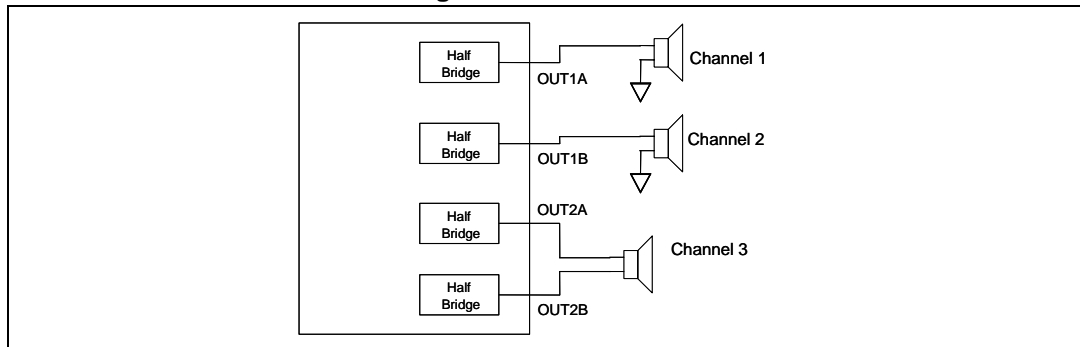 Half
Bridge
OUT1A
Channel 1
Half
Bridge
OUT1B
Channel 2
Half
Bridge
OUT2A
Channel 3
Half
Bridge
OUT2B